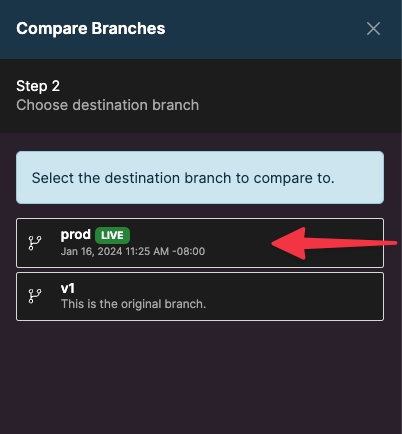 Compare Branches
Step 2
Choose destination branch
Select the destination branch to compare to.
prod LIVE
Jan 16, 2024 11:25 AM -08:00
v1
This is the original branch.